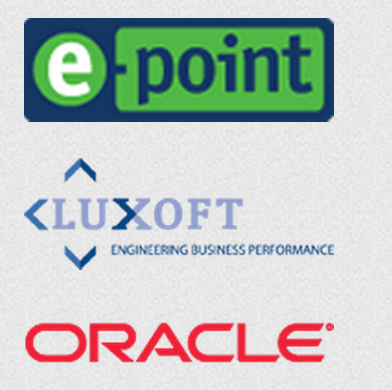 e-point
LUXOFT
ENGINEERING BUSINESS PERFORMANCE
ORACLE®